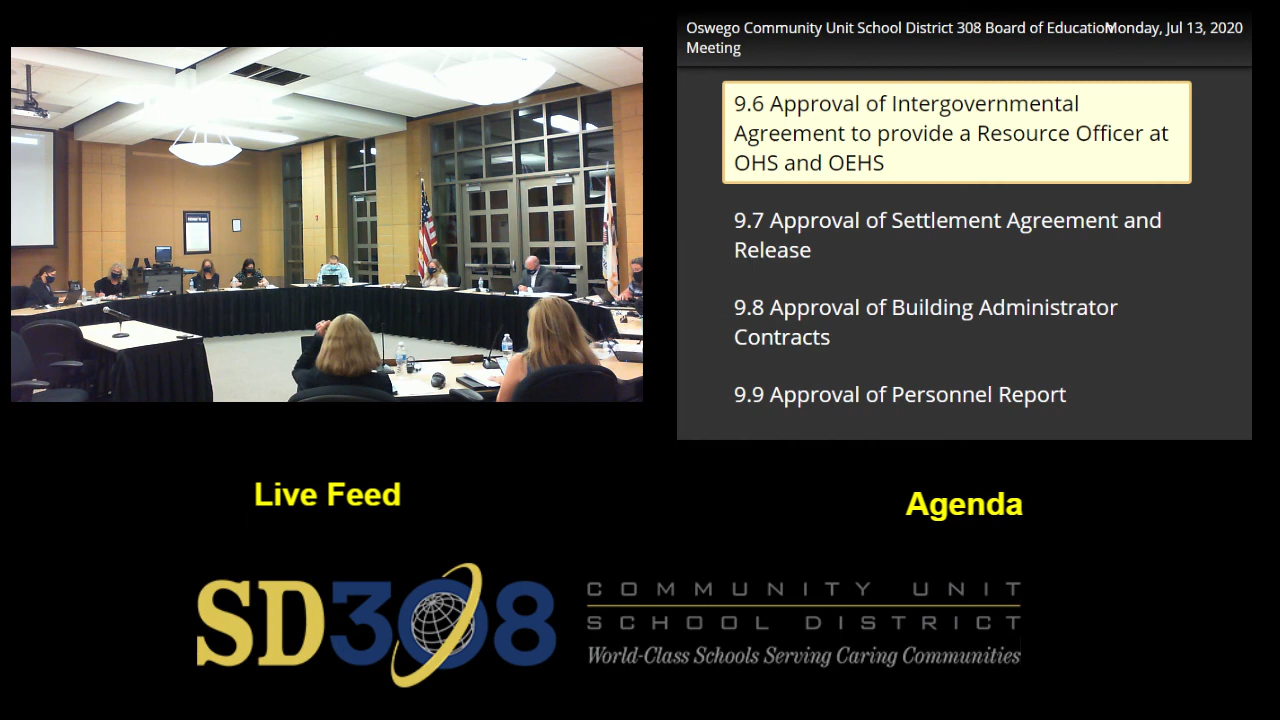 Oswego Community Unit School District 308 Board of Education
Meeting
Monday, Jul 13, 2020
9.6 Approval of Intergovernmental
Agreement to provide a Resource Officer at
OHS and OEHS
9.7 Approval of Settlement Agreement and
Release
9.8 Approval of Building Administrator
Contracts
9.9 Approval of Personnel Report
Live Feed
Agenda
SD308
COMMUNITY UNIT
SCHOOL DISTRICT
World-Class Schools Serving Caring Communities